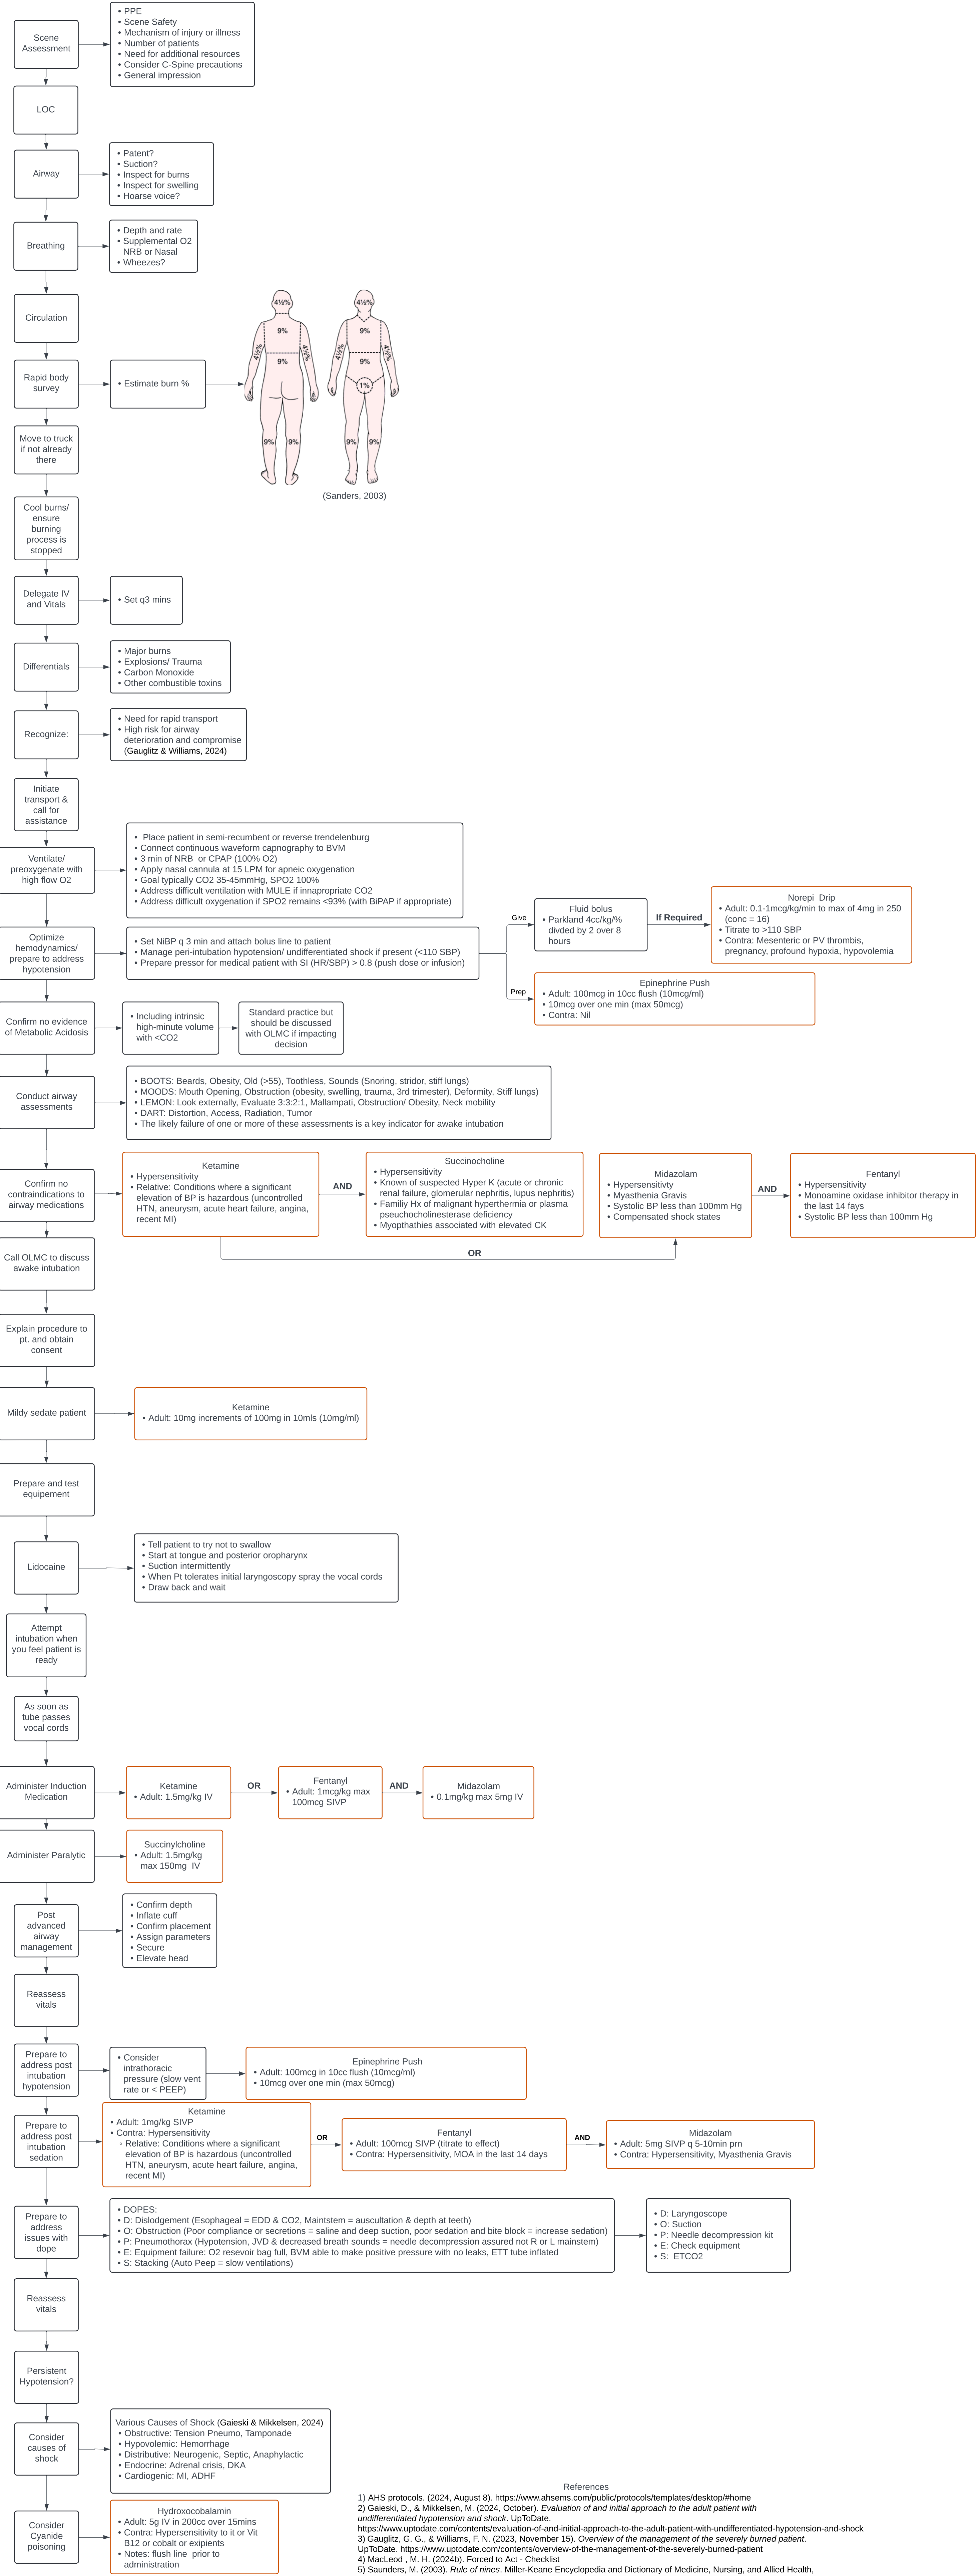 Scene
Assessment
• PPE
• Scene Safety
• Mechanism of injury or illness
• Number of patients
• Need for additional resources
• Consider C-Spine precautions
• General impression
LOC
Airway
• Patent?
• Suction?
• Inspect for burns
• Inspect for swelling
• Hoarse voice?
Breathing
• Depth and rate
• Supplemental O2
NRB or Nasal
• Wheezes?
Circulation
Rapid body
survey
• Estimate burn %
4½%
9%
4½%
4½%
9%
9%
9%
4½%
9%
4½%
4½%
9%
1%
9%
9%
(Sanders, 2003)
Move to truck
if not already
there
Cool burns/
ensure
burning
process is
stopped
Delegate IV
and Vitals
• Set q3 mins
Differentials
• Major burns
• Explosions/ Trauma
• Carbon Monoxide
• Other combustible toxins
Recognize:
• Need for rapid transport
• High risk for airway
deterioration and compromise
(Gauglitz & Williams, 2024)
Initiate
transport &
call for
assistance
Ventilate/
preoxygenate with
high flow O2
• Place patient in semi-recumbent or reverse trendelenburg
• Connect continuous waveform capnography to BVM
• 3 min of NRB or CPAP (100% O2)
• Apply nasal cannula at 15 LPM for apneic oxygenation
• Goal typically CO2 35-45mmHg, SPO2 100%
• Address difficult ventilation with MULE if innapropriate CO2
• Address difficult oxygenation if SPO2 remains <93% (with BiPAP if appropriate)
Optimize
hemodynamics/
prepare to address
hypotension
• Set NiBP q 3 min and attach bolus line to patient
• Manage peri-intubation hypotension/ undifferentiated shock if present (<110 SBP)
• Prepare pressor for medical patient with SI (HR/SBP) > 0.8 (push dose or infusion)
Give
Fluid bolus
• Parkland 4cc/kg/%
divded by 2 over 8
hours
If Required
Norepi Drip
• Adult: 0.1-1mcg/kg/min to max of 4mg in 250
(conc = 16)
• Titrate to >110 SBP
• Contra: Mesenteric or PV thrombis,
pregnancy, profound hypoxia, hypovolemia
Prep
Epinephrine Push
• Adult: 100mcg in 10cc flush (10mcg/ml)
• 10mcg over one min (max 50mcg)
• Contra: Nil
Confirm no evidence
of Metabolic Acidosis
• Including intrinsic
high-minute volume
with <CO2
Standard practice but
should be discussed
with OLMC if impacting
decision
Conduct airway
assessments
• BOOTS: Beards, Obesity, Old (>55), Toothless, Sounds (Snoring, stridor, stiff lungs)
• MOODS: Mouth Opening, Obstruction (obesity, swelling, trauma, 3rd trimester), Deformity, Stiff lungs)
• LEMON: Look externally, Evaluate 3:3:2:1, Mallampati, Obstruction/ Obesity, Neck mobility
• DART: Distortion, Access, Radiation, Tumor
• The likely failure of one or more of these assessments is a key indicator for awake intubation
Confirm no
contraindications to
airway medications
Ketamine
• Hypersensitivity
• Relative: Conditions where a significant
elevation of BP is hazardous (uncontrolled
HTN, aneurysm, acute heart failure, angina,
recent MI)
AND
Succinocholine
• Hypersensitivity
• Known of suspected Hyper K (acute or chronic
renal failure, glomerular nephritis, lupus nephritis)
• Familiy Hx of malignant hyperthermia or plasma
pseuchocholinesterase deficiency
• Myopthathies associated with elevated CK
Midazolam
• Hypersensitivty
• Myasthenia Gravis
• Systolic BP less than 100mm Hg
• Compensated shock states
AND
Fentanyl
• Hypersensitivity
• Monoamine oxidase inhibitor therapy in
the last 14 fays
• Systolic BP less than 100mm Hg
OR
Call OLMC to discuss
awake intubation
Explain procedure to
pt. and obtain
consent
Mildy sedate patient
Ketamine
• Adult: 10mg increments of 100mg in 10mls (10mg/ml)
Prepare and test
equipement
Lidocaine
• Tell patient to try not to swallow
• Start at tongue and posterior oropharynx
• Suction intermittently
• When Pt tolerates initial laryngoscopy spray the vocal cords
• Draw back and wait
Attempt
intubation when
you feel patient is
ready
As soon as
tube passes
vocal cords
Administer Induction
Medication
Ketamine
• Adult: 1.5mg/kg IV
OR
Fentanyl
• Adult: 1mcg/kg max
100mcg SIVP
AND
Midazolam
• 0.1mg/kg max 5mg IV
Administer Paralytic
Succinylcholine
• Adult: 1.5mg/kg
max 150mg IV
Post
advanced
airway
management
• Confirm depth
• Inflate cuff
• Confirm placement
• Assign parameters
• Secure
• Elevate head
Reassess
vitals
Prepare to
address post
intubation
hypotension
• Consider
intrathoracic
pressure (slow vent
rate or < PEEP)
Epinephrine Push
• Adult: 100mcg in 10cc flush (10mcg/ml)
• 10mcg over one min (max 50mcg)
Prepare to
address post
intubation
sedation
Ketamine
• Adult: 1mg/kg SIVP
• Contra: Hypersensitivity
◦ Relative: Conditions where a significant
elevation of BP is hazardous (uncontrolled
HTN, aneurysm, acute heart failure, angina,
recent MI)
OR
Fentanyl
• Adult: 100mcg SIVP (titrate to effect)
• Contra: Hypersensitivity, MOA in the last 14 days
AND
Midazolam
• Adult: 5mg SIVP q 5-10min prn
• Contra: Hypersensitivity, Myasthenia Gravis
Prepare to
address
issues with
dope
• DOPES:
• D: Dislodgement (Esophageal = EDD & CO2, Maintstem = auscultation & depth at teeth)
• O: Obstruction (Poor compliance or secretions = saline and deep suction, poor sedation and bite block = increase sedation)
• P: Pneumothorax (Hypotension, JVD & decreased breath sounds = needle decompression assured not R or L mainstem)
• E: Equipment failure: O2 resevoir bag full, BVM able to make positive pressure with no leaks, ETT tube inflated
• S: Stacking (Auto Peep = slow ventilations)
• D: Laryngoscope
• O: Suction
• P: Needle decompression kit
• E: Check equipment
• S: ETCO2
Reassess
vitals
Persistent
Hypotension?
Consider
causes of
shock
Various Causes of Shock (Gaieski & Mikkelsen, 2024)
• Obstructive: Tension Pneumo, Tamponade
• Hypovolemic: Hemorrhage
• Distributive: Neurogenic, Septic, Anaphylactic
• Endocrine: Adrenal crisis, DKA
• Cardiogenic: MI, ADHF
Consider
Cyanide
poisoning
Hydroxocobalamin
• Adult: 5g IV in 200cc over 15mins
• Contra: Hypersensitivity to it or Vit
B12 or cobalt or exipients
• Notes: flush line prior to
administration
References
1) AHS protocols. (2024, August 8). https://www.ahsems.com/public/protocols/templates/desktop/#home
2) Gaieski, D., & Mikkelsen, M. (2024, October). Evaluation of and initial approach to the adult patient with
undifferentiated hypotension and shock. UpToDate.
https://www.uptodate.com/contents/evaluation-of-and-initial-approach-to-the-adult-patient-with-undifferentiated-hypotension-and-shock
3) Gauglitz, G. G., & Williams, F. N. (2023, November 15). Overview of the management of the severely burned patient.
UpToDate. https://www.uptodate.com/contents/overview-of-the-management-of-the-severely-burned-patient
4) MacLeod , M. H. (2024b). Forced to Act - Checklist
5) Saunders, M. (2003). Rule of nines. Miller-Keane Encyclopedia and Dictionary of Medicine, Nursing, and Allied Health,